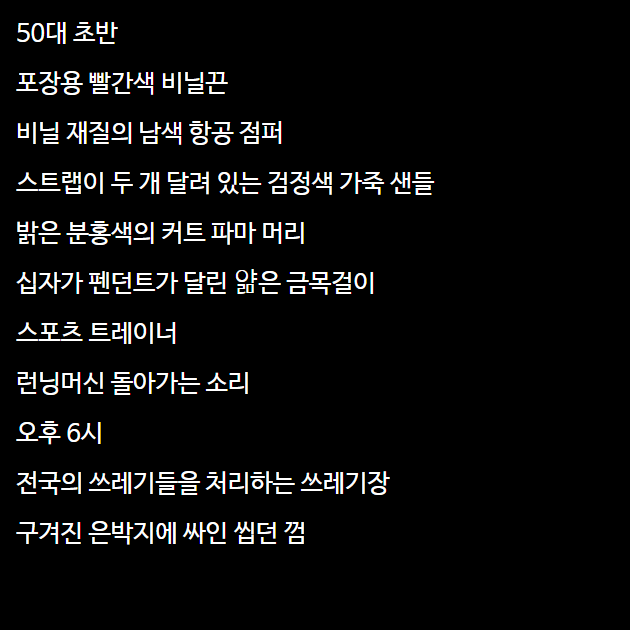 50대 초반
포장용 빨간색 비닐끈
비닐 재질의 남색 항공 점퍼
스트랩이 두 개 달려 있는 검정색 가죽 샌들
밝은 분홍색의 커트 파마 머리
십자가 펜던트가 달린 얇은 금목걸이
스포츠 트레이너
런닝머신 돌아가는 소리
오후 6시
전국의 쓰레기들을 처리하는 쓰레기장
구겨진 은박지에 싸인 씹던 껌